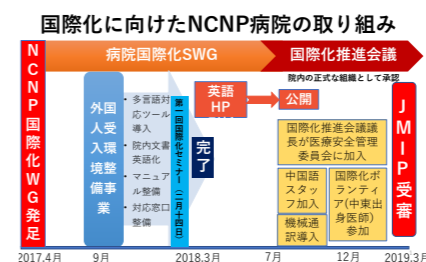 国際化に向けたNCNP病院の取り組み
病院国際化SWG
国際化推進会議
院内の正式な組織として承認
NCNP国際化WG発足
外国人受入環境整備事業
・多言語対
応ツール
導入
・院内文書
英語化
・マニュア
ル整備
・対応窓口
整備
第一回国際化セミナー(二月十四日)
完了
英語
HP
公開
国際化推進会議議
長が医療安全管理
委員会に加入
中国語
スタッ
フ加入
国際化ボ
ランティ
ア(中東出
身医師)
参加
機械通
訳導入
JMIP受審
2017.4月
9月
2018.3月
7月
12月
2019.3月